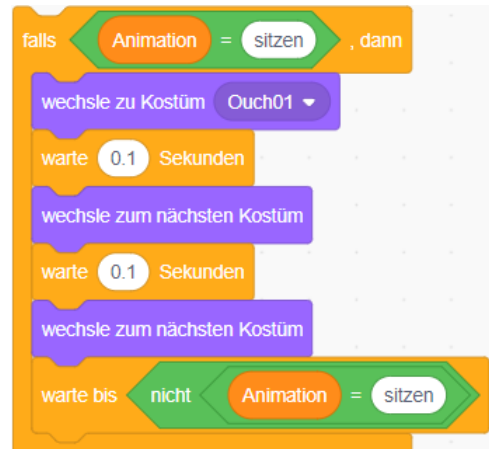 falls Animation = sitzen , dann
wechsle zu Kostüm Ouch01
warte 0.1 Sekunden
wechsle zum nächsten Kostüm
warte 0.1 Sekunden
wechsle zum nächsten Kostüm
warte bis nicht Animation = sitzen